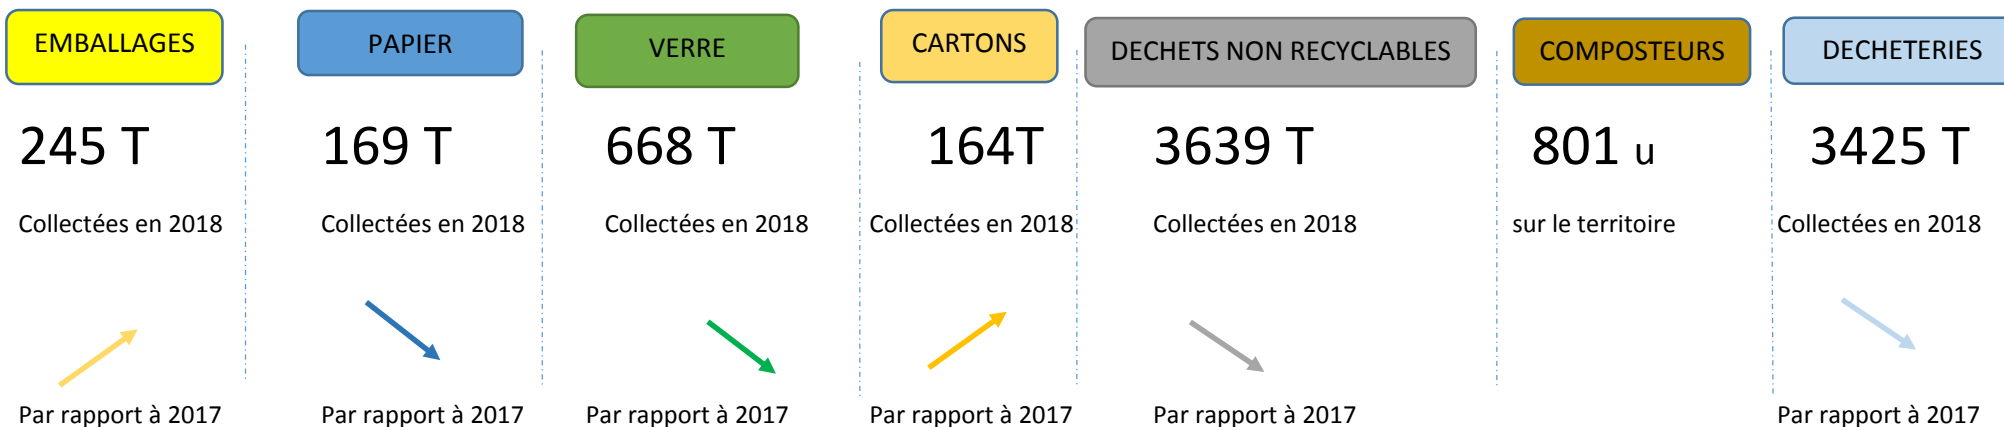 EMBALLAGES
245 T
Collectées en 2018
Par rapport à 2017
PAPIER
169 T
Collectées en 2018
Par rapport à 2017
VERRE
668 T
Collectées en 2018
Par rapport à 2017
CARTONS
164T
Collectées en 2018
Par rapport à 2017
DECHETS NON RECYCLABLES
3639 T
Collectées en 2018
Par rapport à 2017
COMPOSTEURS
801 u
sur le territoire
DECHETERIES
3425 T
Collectées en 2018
Par rapport à 2017